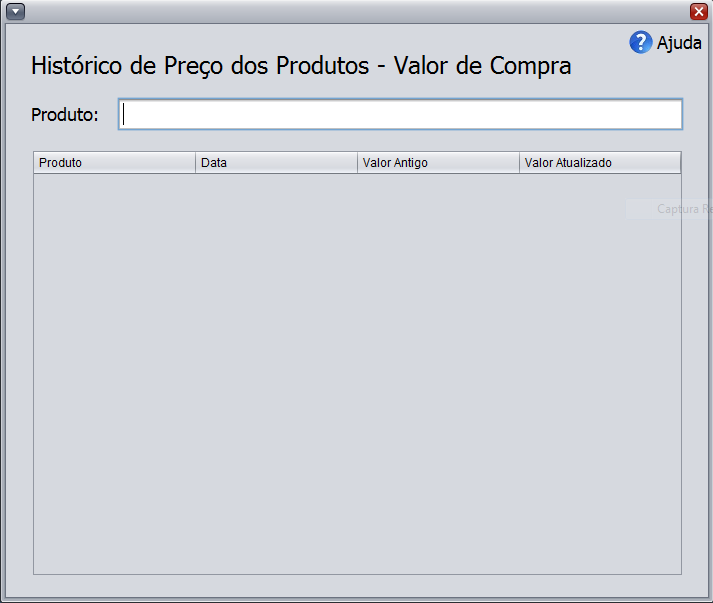 Ajuda
Histórico de Preço dos Produtos - Valor de Compra
Produto:
Produto Data Valor Antigo Valor Atualizado
Captura Re